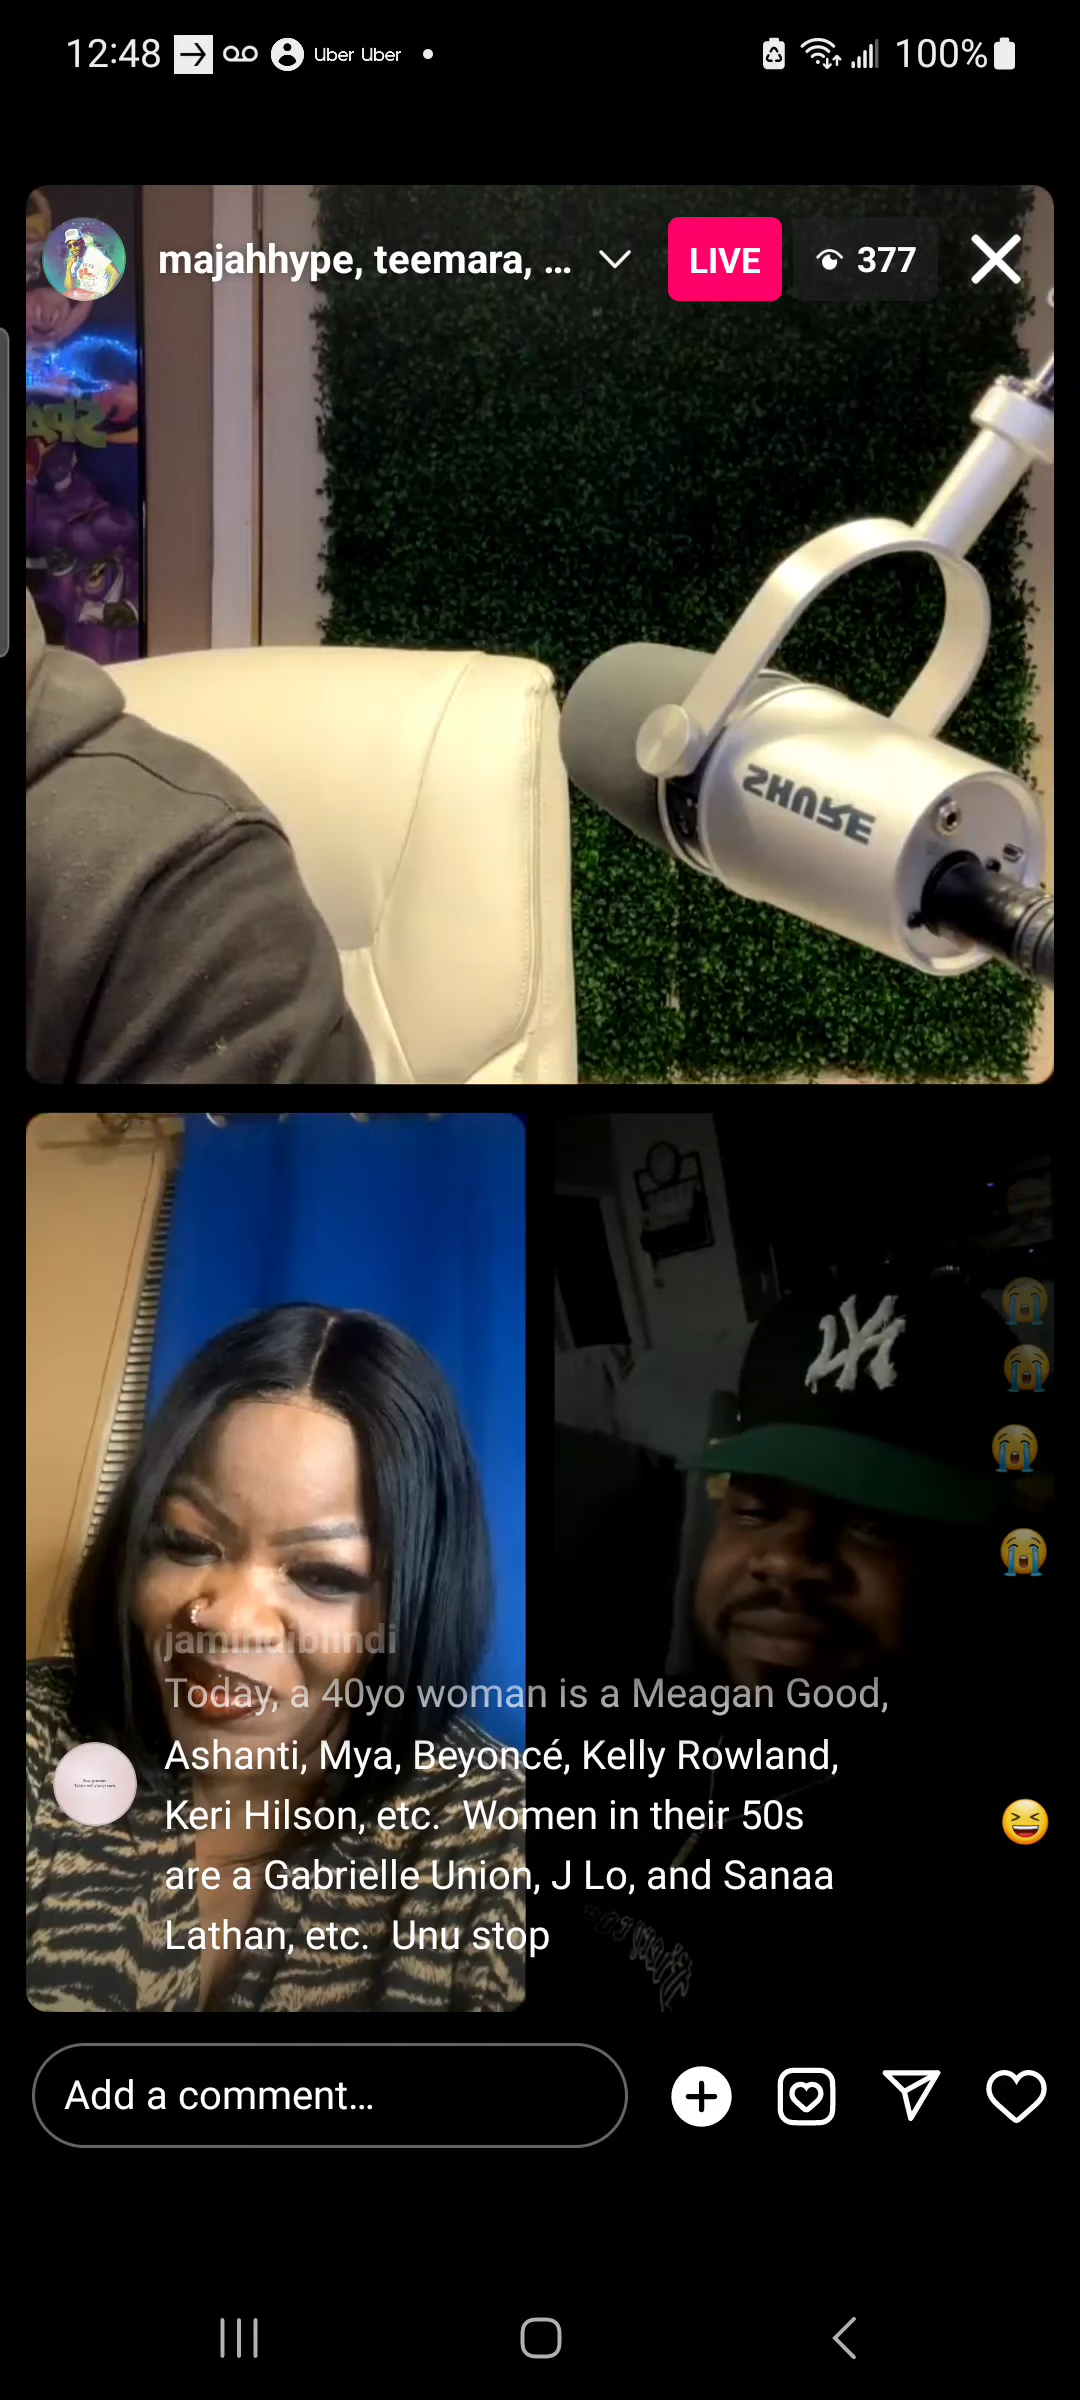 12:48 Uber Uber 100%
majahhype, teemara, ... LIVE 377
SHURE
jamindiblindi
Today, a 40yo woman is a Meagan Good,
Ashanti, Mya, Beyoncé, Kelly Rowland,
Keri Hilson, etc. Women in their 50s
are a Gabrielle Union, J Lo, and Sanaa
Lathan, etc. Unu stop
Add a comment...